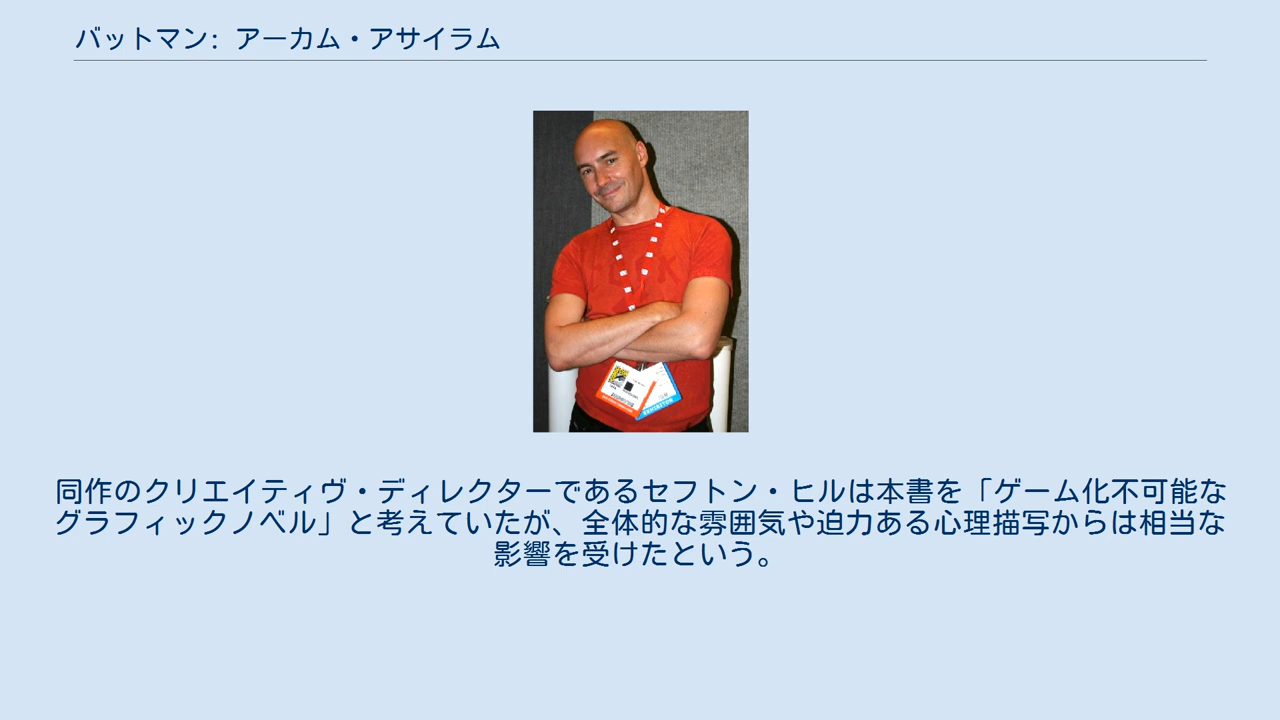 バットマン: アーカム・アサイラム
EXHIBITOR
同作のクリエイティヴ・ディレクターであるセフトン・ヒルは本書を「ゲーム化不可能な
グラフィックノベル」と考えていたが、全体的な雰囲気や迫力ある心理描写からは相当な
影響を受けたという。